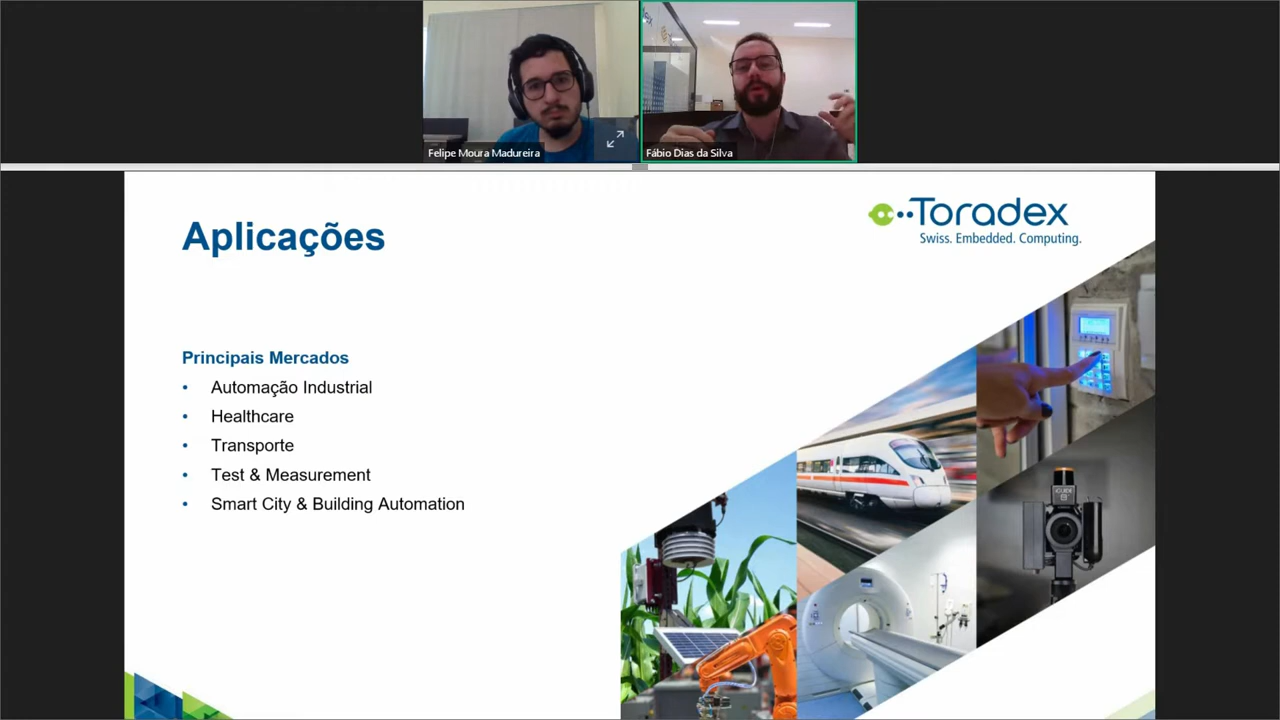 Felipe Moura Madureira
Fábio Dias da Silva
Aplicações
Toradex
Swiss. Embedded. Computing.
Principais Mercados
• Automação Industrial
• Healthcare
• Transporte
• Test & Measurement
• Smart City & Building Automation